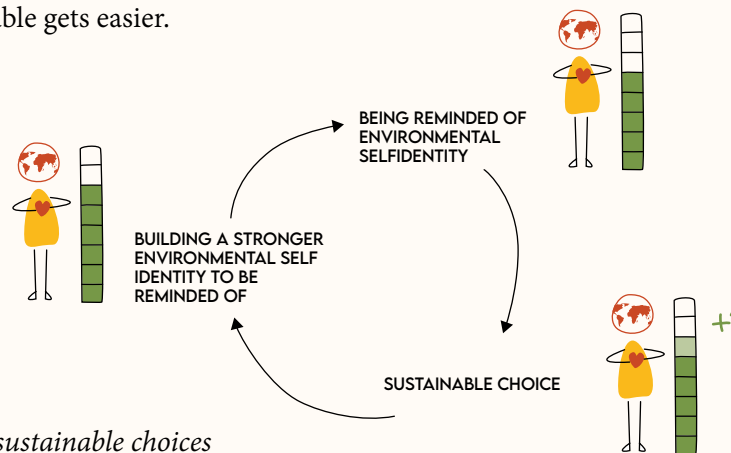 able gets easier.
BEING REMINDED OF
ENVIRONMENTAL
SELFIDENTITY
BUILDING A STRONGER
ENVIRONMENTAL SELF
IDENTITY TO BE
REMINDED OF
SUSTAINABLE CHOICE
sustainable choices